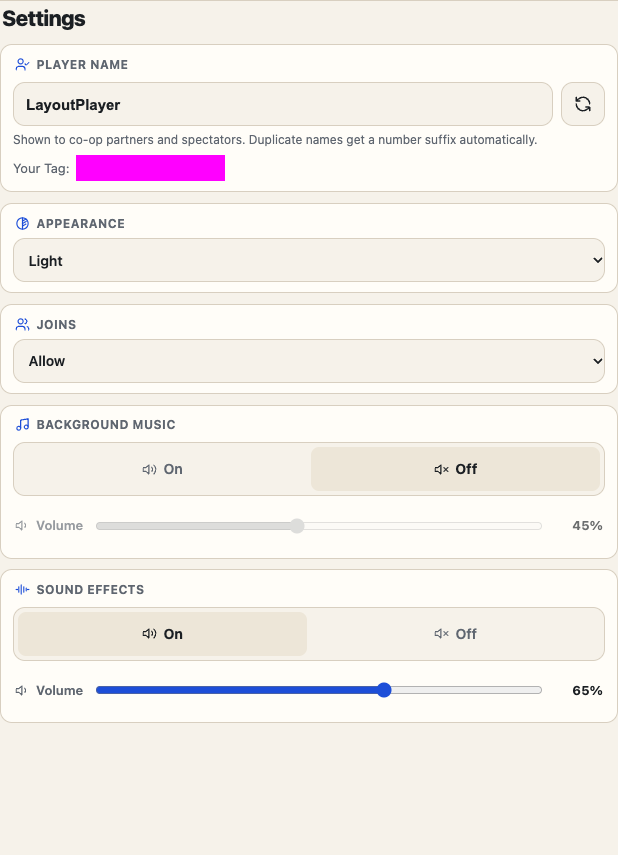 Settings
PLAYER NAME
LayoutPlayer
Shown to co-op partners and spectators. Duplicate names get a number suffix automatically.
Your Tag:
APPEARANCE
Light
JOINS
Allow
BACKGROUND MUSIC
On Off
Volume 45%
SOUND EFFECTS
On Off
Volume 65%